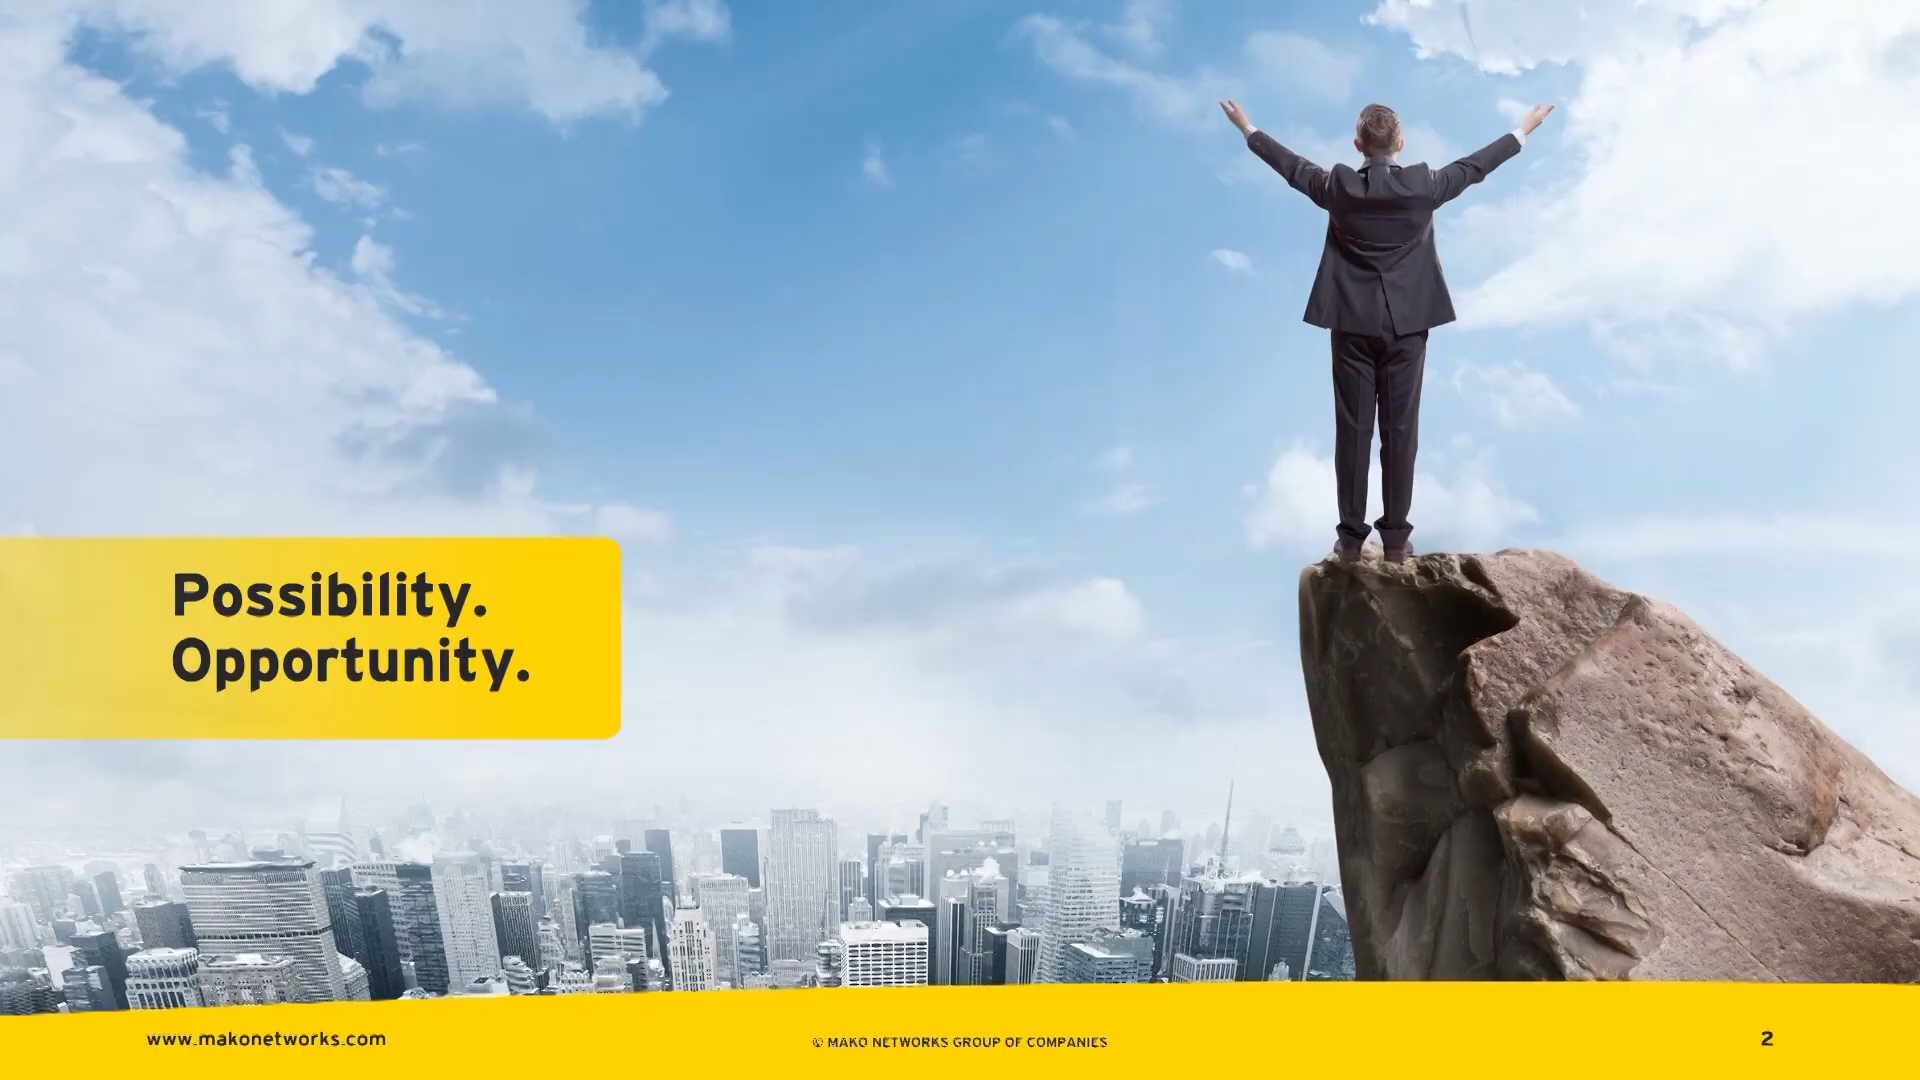 Possibility.
Opportunity.
www.makonetworks.com
© MAKO NETWORKS GROUP OF COMPANIES
2